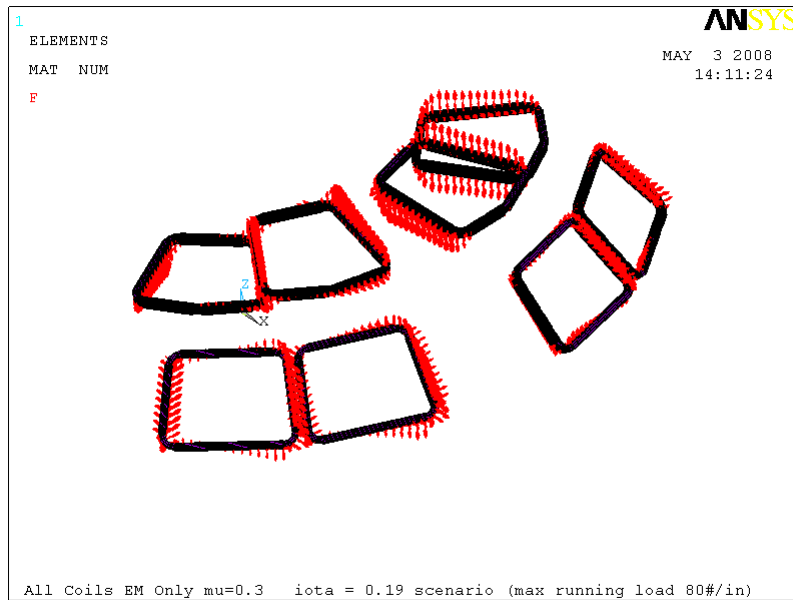 1
ANSYS
ELEMENTS
MAT NUM
F
MAY 3 2008
14:11:24
Z
X
All Coils EM Only mu=0.3 iota = 0.19 scenario (max running load 80#/in)